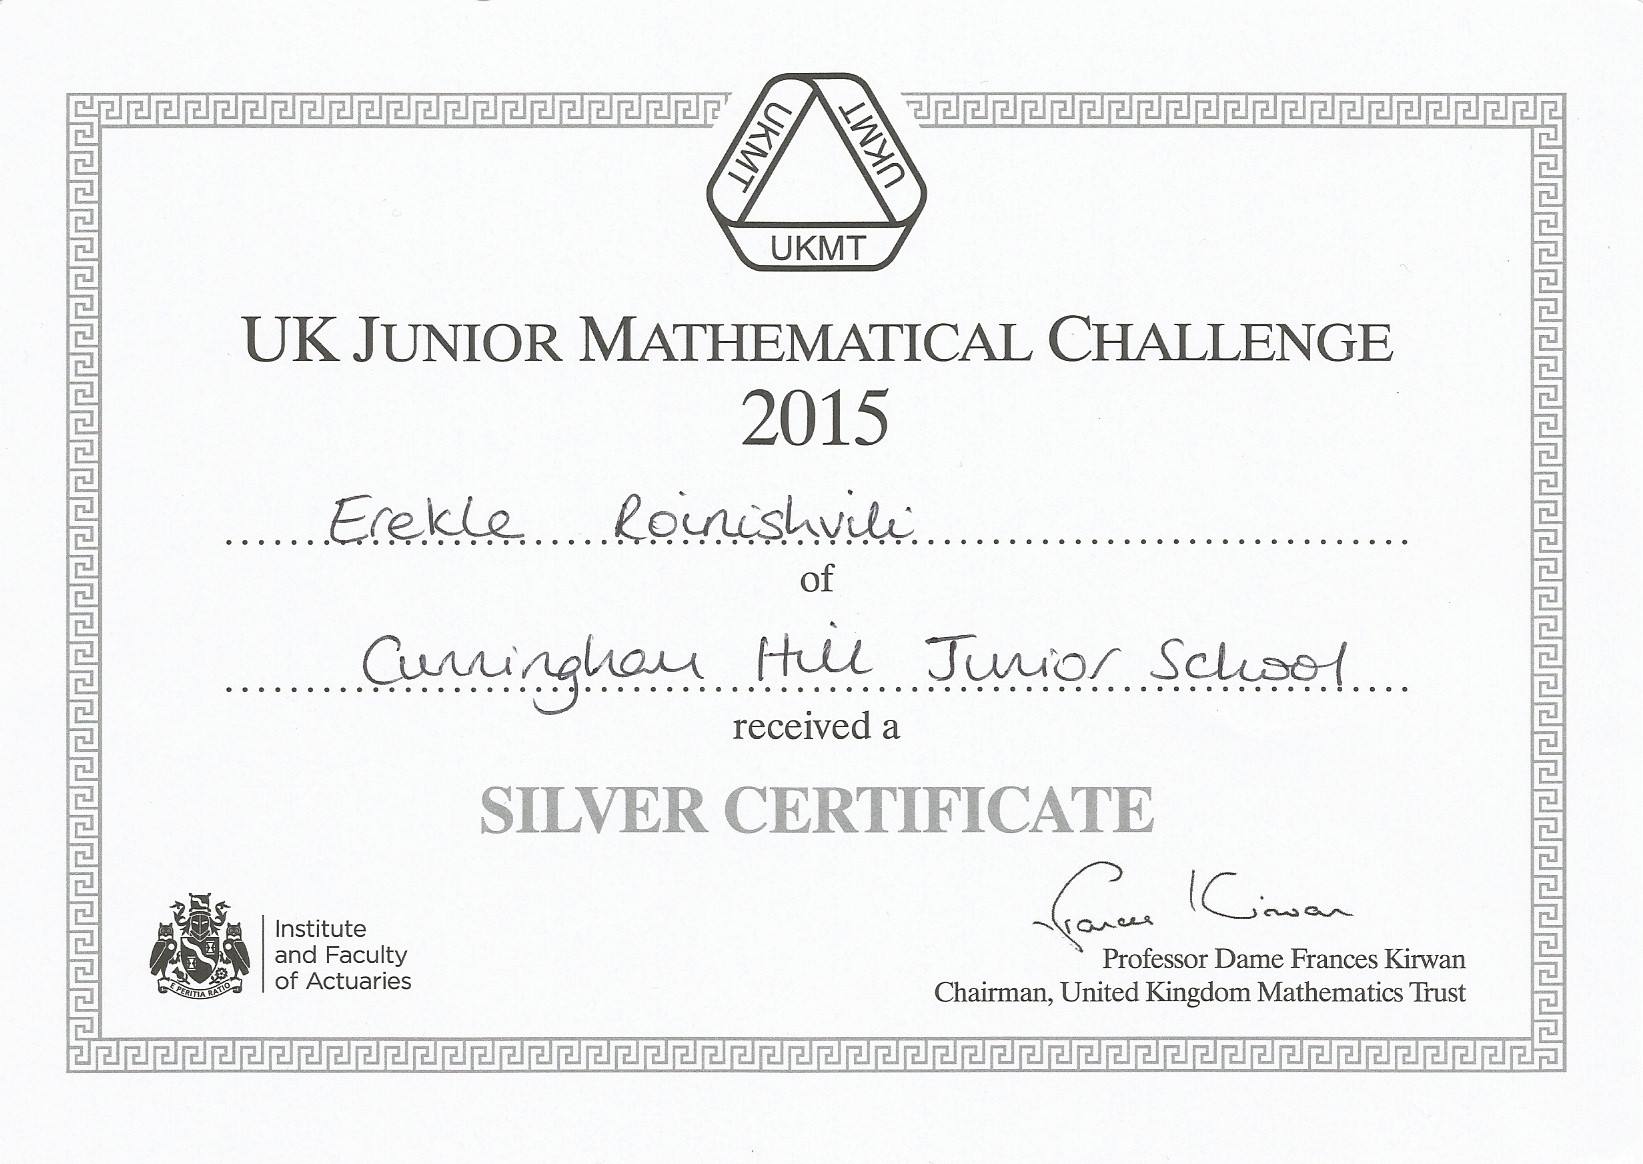 UKMT
UKMT
UKMT
UK JUNIOR MATHEMATICAL CHALLENGE
2015
Erekle Roinishvili
of
Cunningham Hill Junior School
received a
SILVER CERTIFICATE
Frances Kirwan
Institute
and Faculty
of Actuaries
E PERITIA RATIO
Professor Dame Frances Kirwan
Chairman, United Kingdom Mathematics Trust